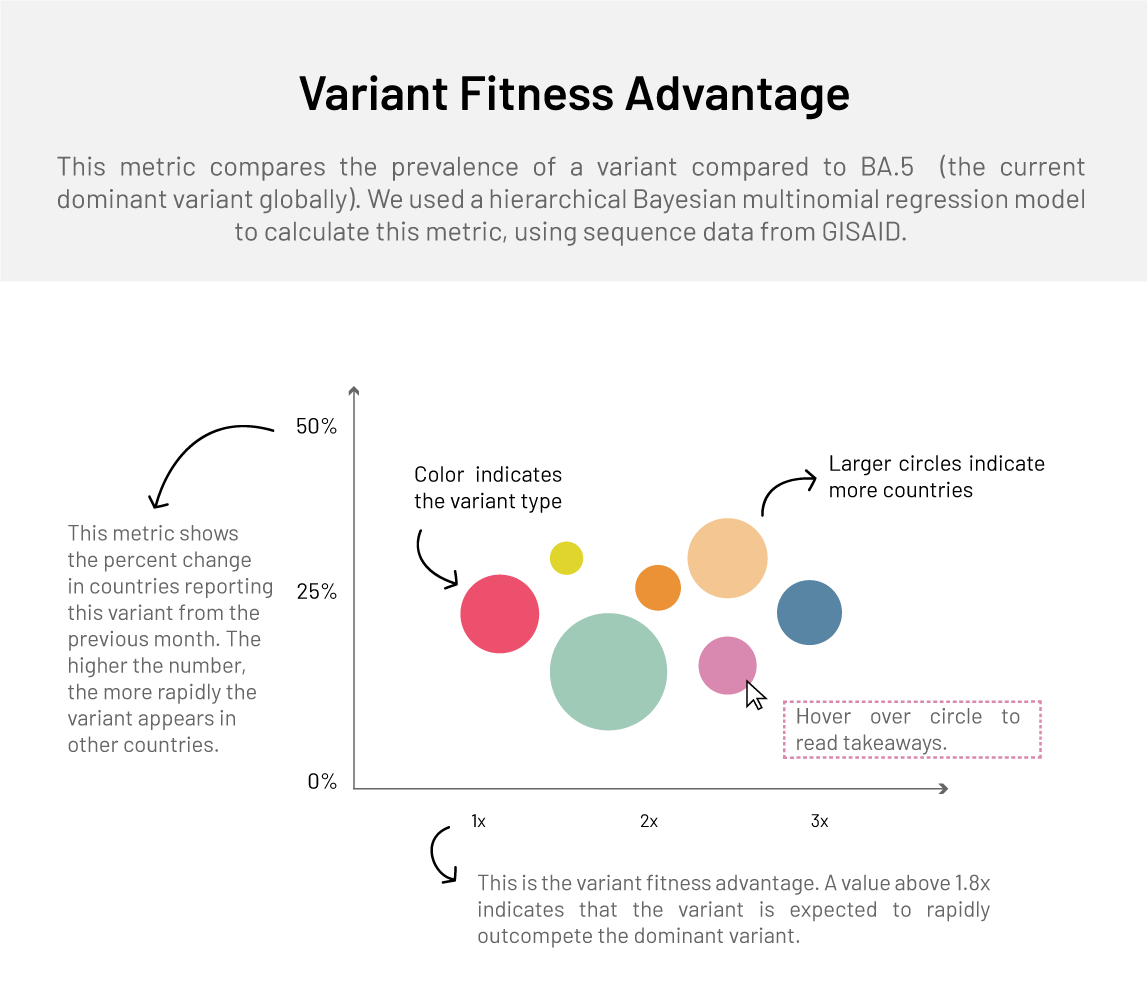 Variant Fitness Advantage
This metric compares the prevalence of a variant compared to BA.5 (the current
dominant variant globally). We used a hierarchical Bayesian multinomial regression model
to calculate this metric, using sequence data from GISAID.
50%
Color indicates
the variant type
Larger circles indicate
more countries
This metric shows
the percent change
in countries reporting
this variant from the
previous month. The
higher the number,
the more rapidly the
variant appears in
other countries.
25%
Hover over circle to
read takeaways.
0%
1x
2x
3x
This is the variant fitness advantage. A value above 1.8x
indicates that the variant is expected to rapidly
outcompete the dominant variant.